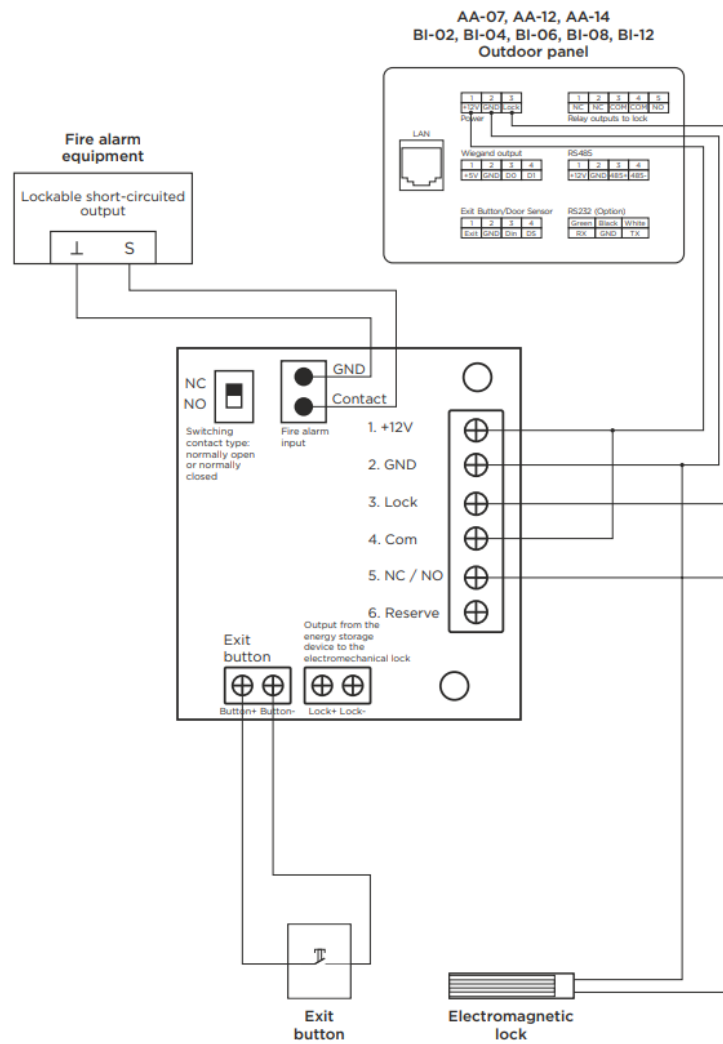 AA-07, AA-12, AA-14
BI-02, BI-04, BI-06, BI-08, BI-12
Outdoor panel
1 2 3
+12V GND Lock
Power
1 2 3 4 5
NC NC COM COM NO
Relay outputs to lock
LAN
Wiegand output
1 2 3 4
+5V GND D0 D1
RS485
1 2 3 4
+12V GND 485+ 485-
Exit Button/Door Sensor
1 2 3 4
Exit GND Din DS
RS232 (Option)
Green Black White
RX GND TX
Fire alarm
equipment
Lockable short-circuited
output
⊥ S
NC
NO
Switching
contact type:
normally open
or normally
closed
GND
Contact
Fire alarm
input
1. +12V
2. GND
3. Lock
4. Com
5. NC / NO
6. Reserve
Exit
button
Button+ Button-
Output from the
energy storage
device to the
electromechanical lock
Lock+ Lock-
Exit
button
Electromagnetic
lock